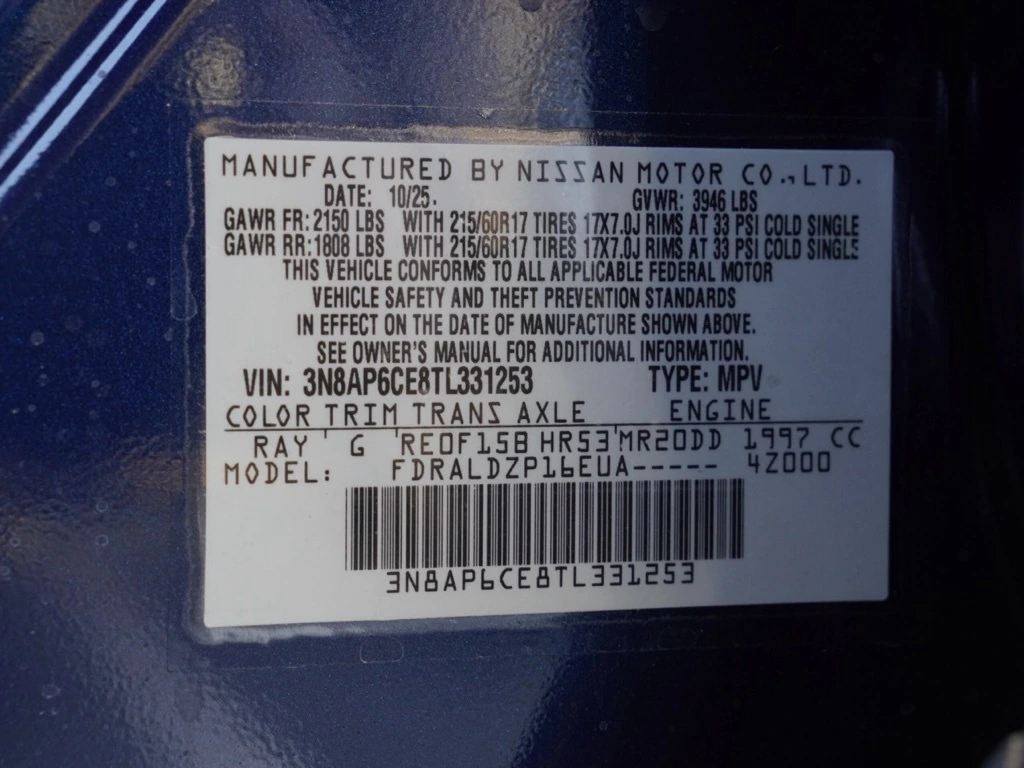 MANUFACTURED BY NISSAN MOTOR CO.,LTD.
DATE: 10/25. GVWR: 3946 LBS
GAWR FR: 2150 LBS WITH 215/60R17 TIRES 17X7.0J RIMS AT 33 PSI COLD SINGLE
GAWR RR: 1808 LBS WITH 215/60R17 TIRES 17X7.0J RIMS AT 33 PSI COLD SINGLE
THIS VEHICLE CONFORMS TO ALL APPLICABLE FEDERAL MOTOR
VEHICLE SAFETY AND THEFT PREVENTION STANDARDS
IN EFFECT ON THE DATE OF MANUFACTURE SHOWN ABOVE.
SEE OWNER'S MANUAL FOR ADDITIONAL INFORMATION.
VIN: 3N8AP6CE8TL331253 TYPE: MPV
COLOR TRIM TRANS AXLE ENGINE
RAY ' G ' RE0F15B HR53 ' MR20DD 1997 CC
MODEL: FDRALDZP16EUA----- 4Z000
3N8AP6CE8TL331253